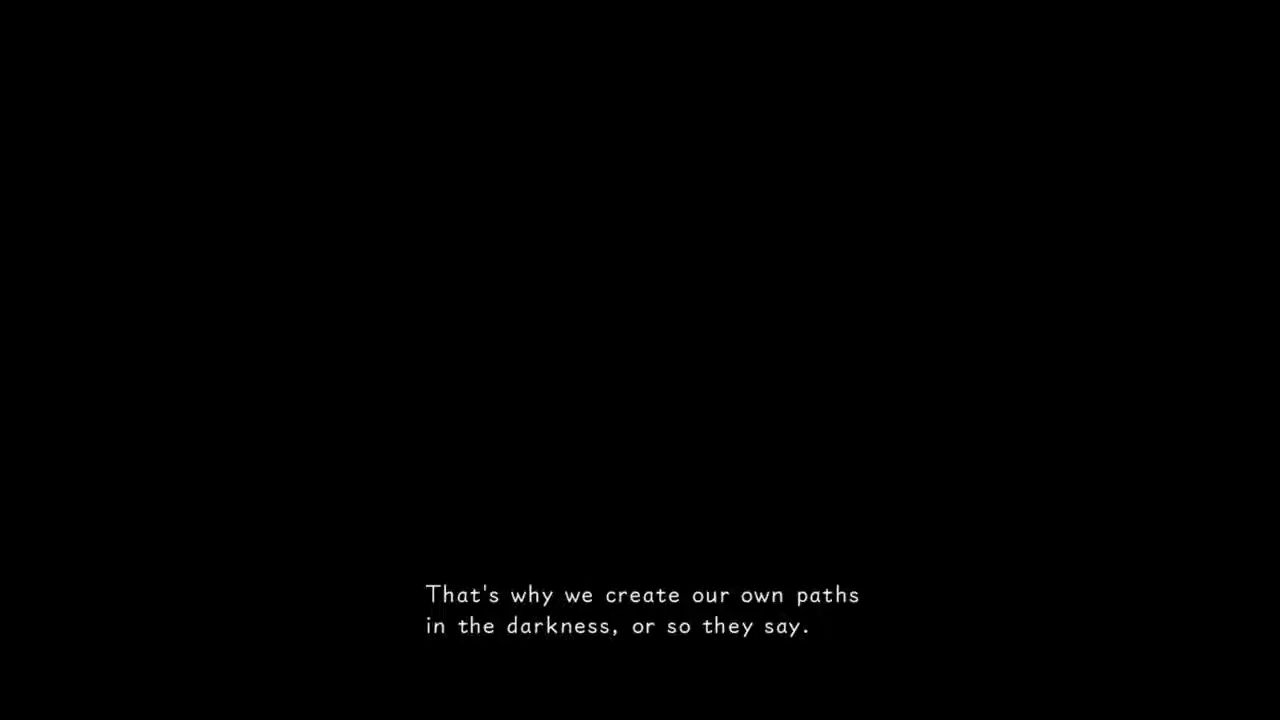 That's why we create our own paths
in the darkness, or so they say.